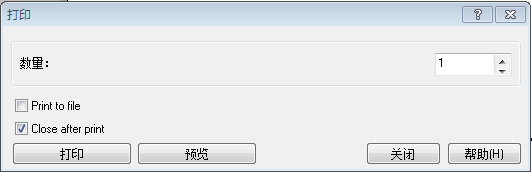 打印
数量：
1
Print to file
Close after print
打印 预览 关闭 帮助(H)